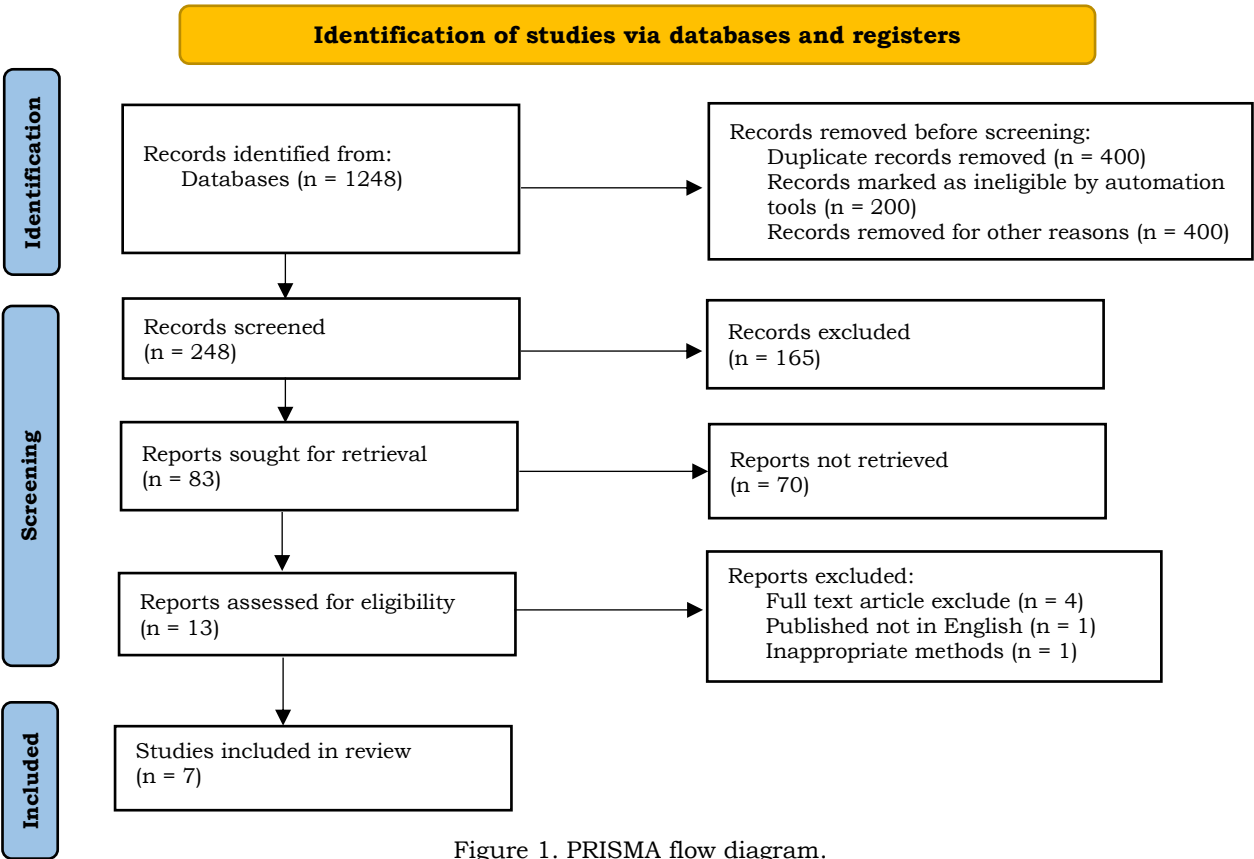 Identification of studies via databases and registers
Identification
Records identified from:
Databases (n = 1248)
Records removed before screening:
Duplicate records removed (n = 400)
Records marked as ineligible by automation
tools (n = 200)
Records removed for other reasons (n = 400)
Screening
Records screened
(n = 248)
Records excluded
(n = 165)
Reports sought for retrieval
(n = 83)
Reports not retrieved
(n = 70)
Reports assessed for eligibility
(n = 13)
Reports excluded:
Full text article exclude (n = 4)
Published not in English (n = 1)
Inappropriate methods (n = 1)
Included
Studies included in review
(n = 7)
Figure 1. PRISMA flow diagram.